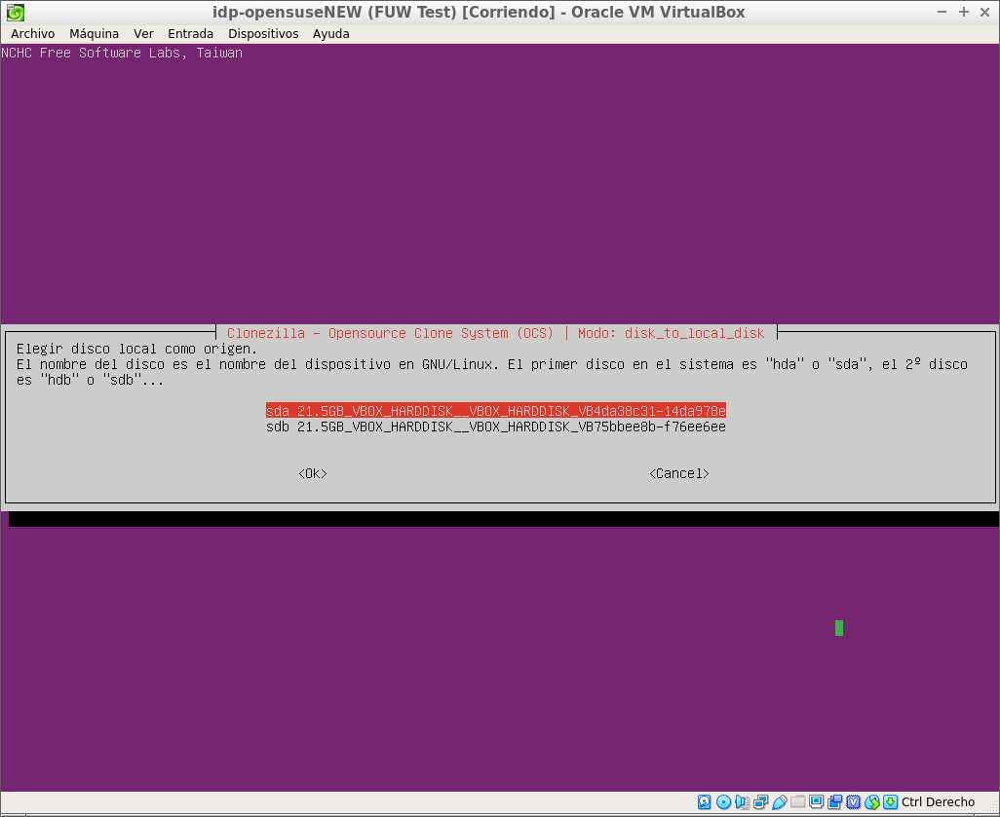 idp-opensuseNEW (FUW Test) [Corriendo] - Oracle VM VirtualBox
Archivo Máquina Ver Entrada Dispositivos Ayuda
NCHC Free Software Labs, Taiwan
Clonezilla - Opensource Clone System (OCS) | Modo: disk_to_local_disk
Elegir disco local como origen.
El nombre del disco es el nombre del dispositivo en GNU/Linux. El primer disco en el sistema es "hda" o "sda", el 2º disco
es "hdb" o "sdb"...
sda 21.5GB_VBOX_HARDDISK__VBOX_HARDDISK_VB4da38c31-14da978e
sdb 21.5GB_VBOX_HARDDISK__VBOX_HARDDISK_VB75bbee8b-f76ee6ee
<Ok> <Cancel>
Ctrl Derecho